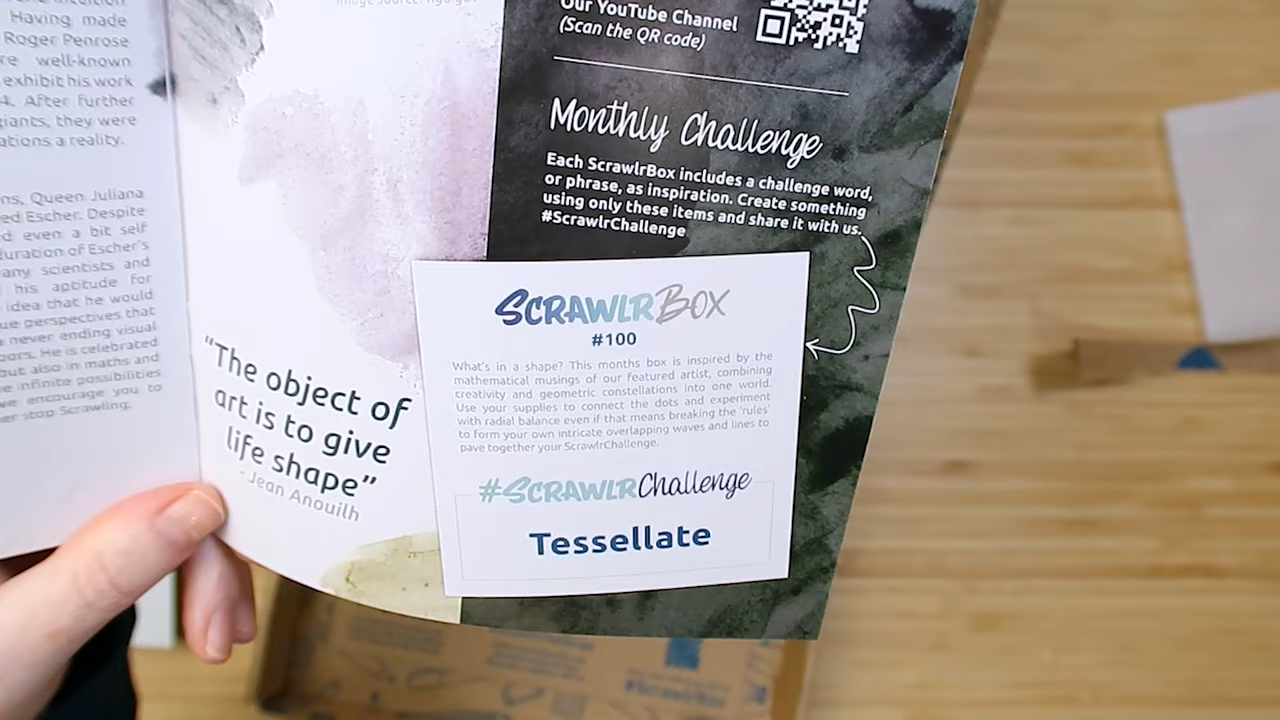 Having made
Roger Penrose
re well-known
exhibit his work
4. After further
giants, they were
ations a reality.
ns, Queen Juliana
ed Escher. Despite
d even a bit self
duration of Escher's
any scientists and
his aptitude for
idea that he would
ue perspectives that
a never ending visual
oors. He is celebrated
but also in maths and
e infinite possibilities
we encourage you to
er stop Scrawling.
“The object of
art is to give
life shape”
- Jean Anouilh
Our YouTube Channel
(Scan the QR code)
Monthly Challenge
Each ScrawlrBox includes a challenge word,
or phrase, as inspiration. Create something
using only these items and share it with us.
#ScrawlrChallenge
SCRAWLRBOX
#100
What's in a shape? This months box is inspired by the
mathematical musings of our featured artist, combining
creativity and geometric constellations into one world.
Use your supplies to connect the dots and experiment
with radial balance even if that means breaking the 'rules'
to form your own intricate overlapping waves and lines to
pave together your ScrawlrChallenge.
#SCRAWLRChallenge
Tessellate